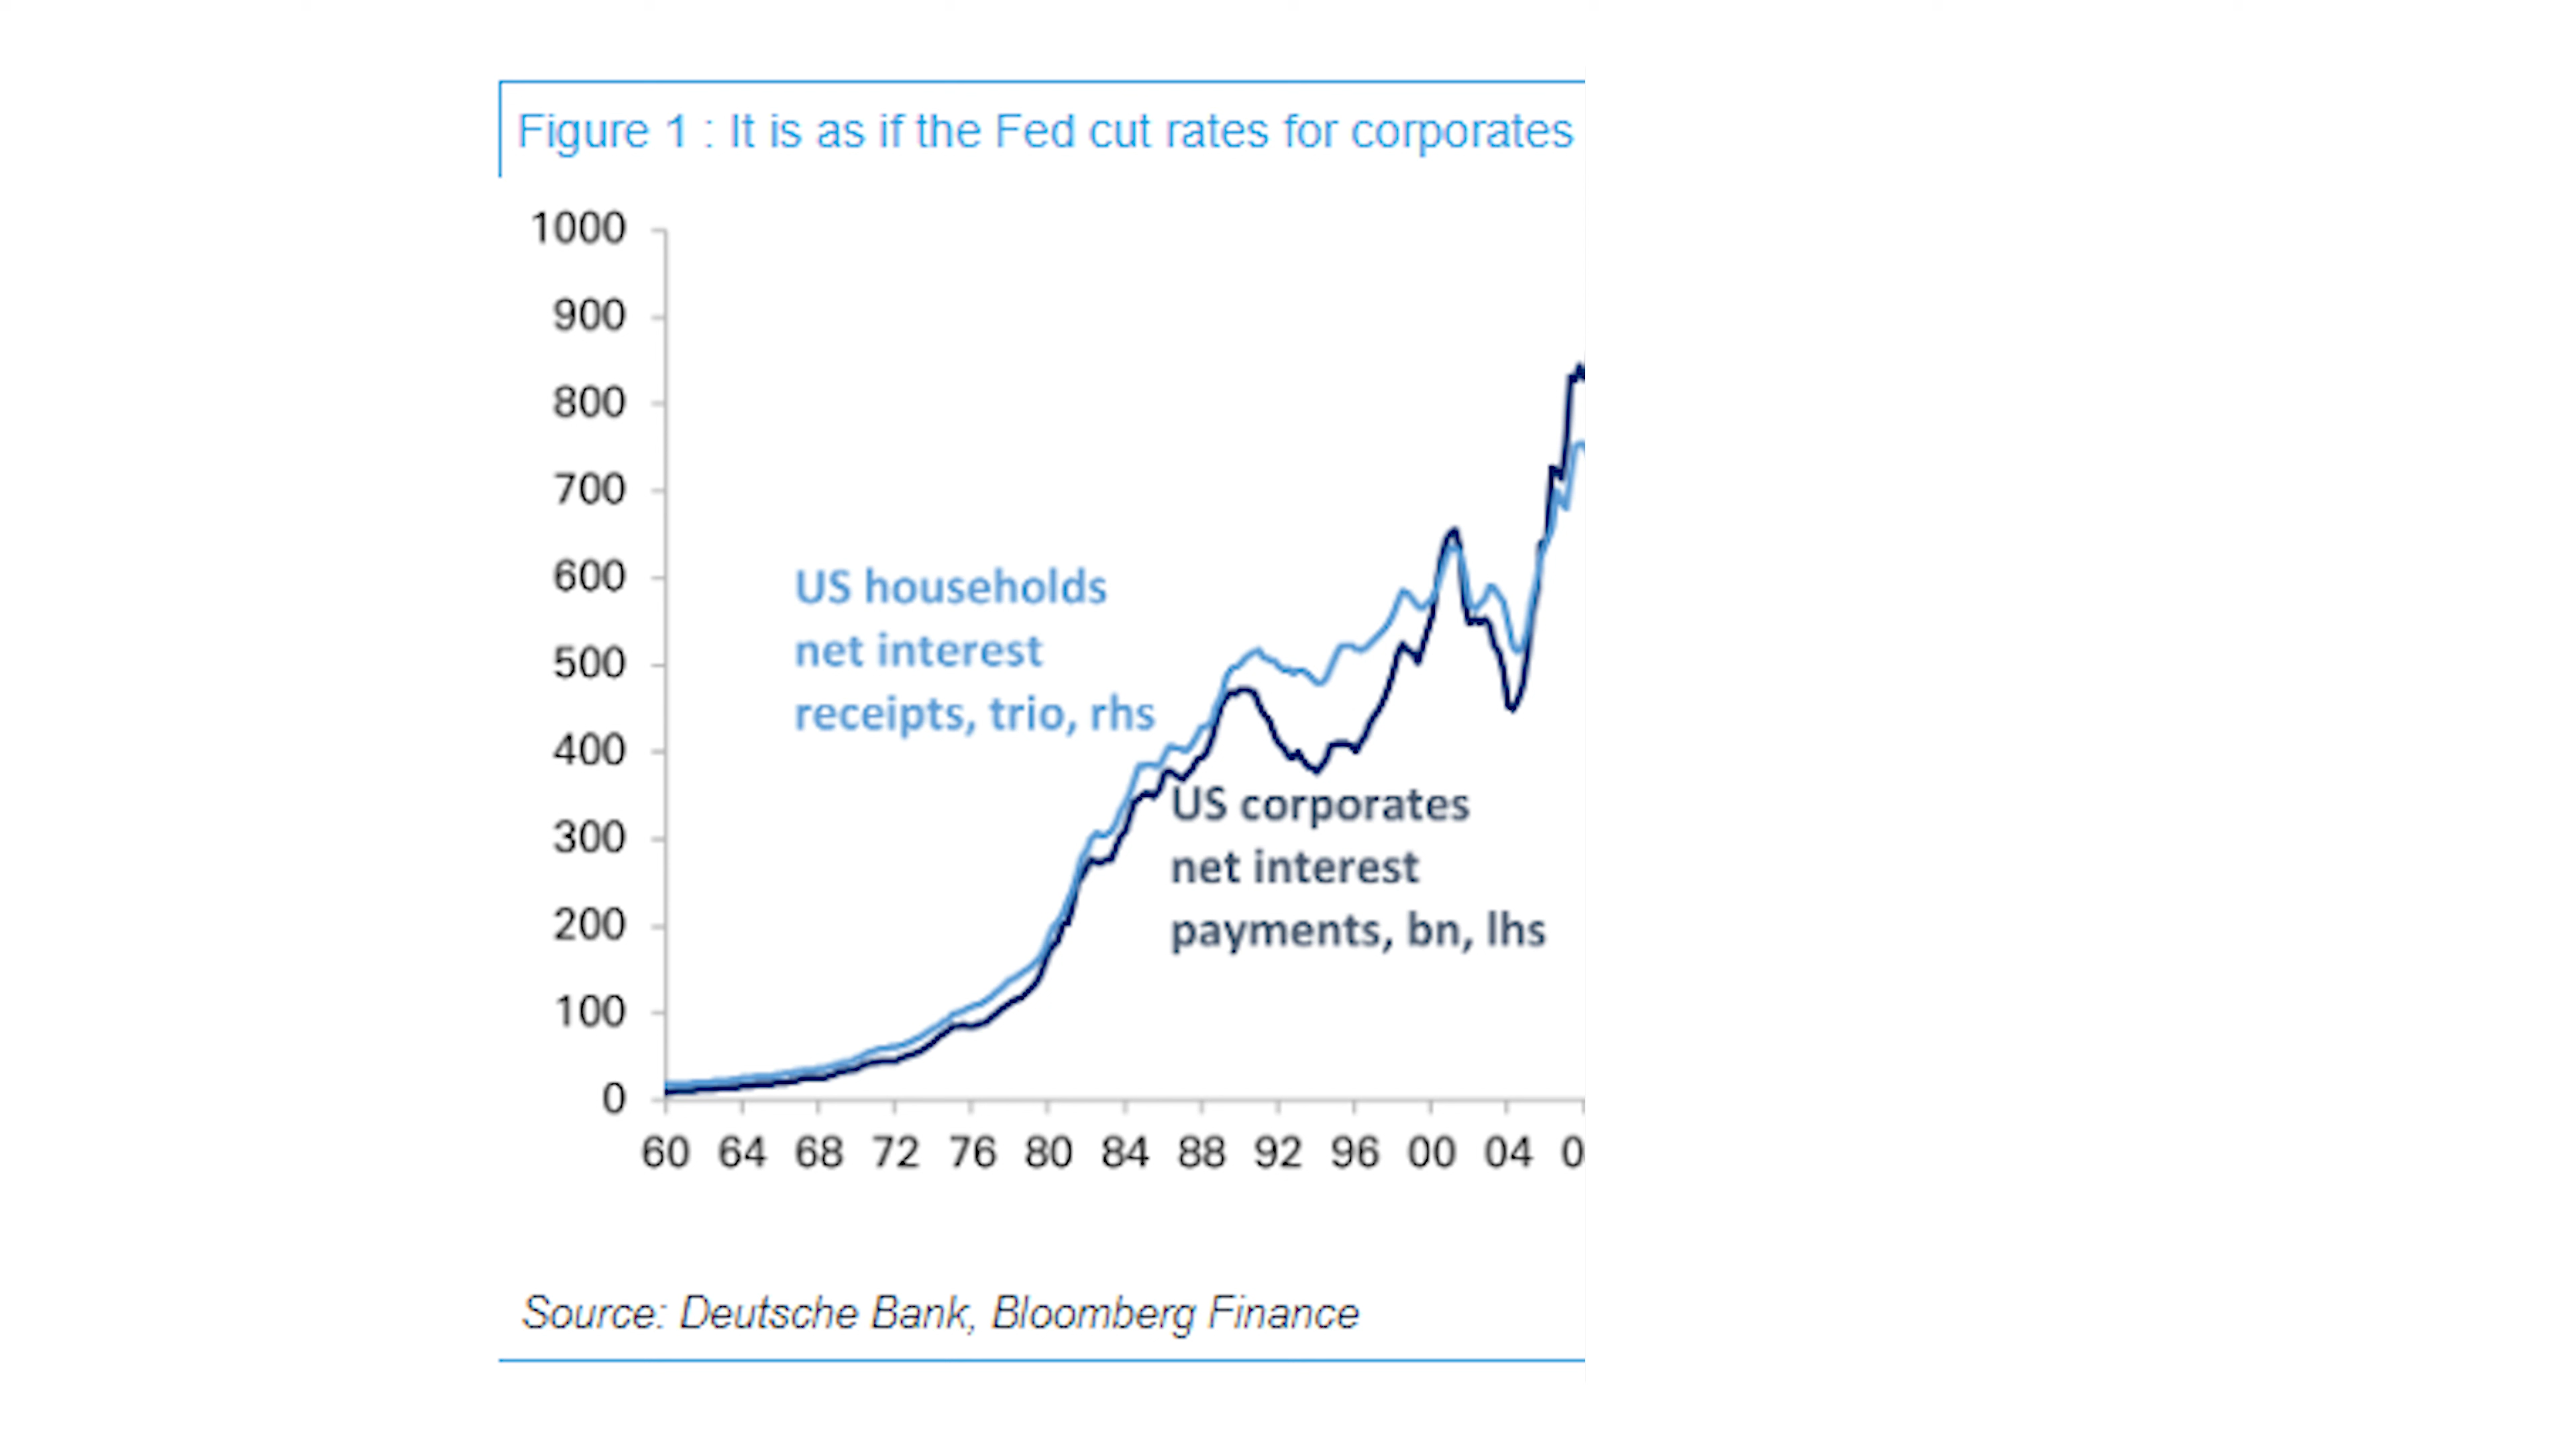 Figure 1 : It is as if the Fed cut rates for corporates
1000
900
800
700
600
500
400
300
200
100
0
US households
net interest
receipts, trio, rhs
US corporates
net interest
payments, bn, lhs
60 64 68 72 76 80 84 88 92 96 00 04 0
Source: Deutsche Bank, Bloomberg Finance